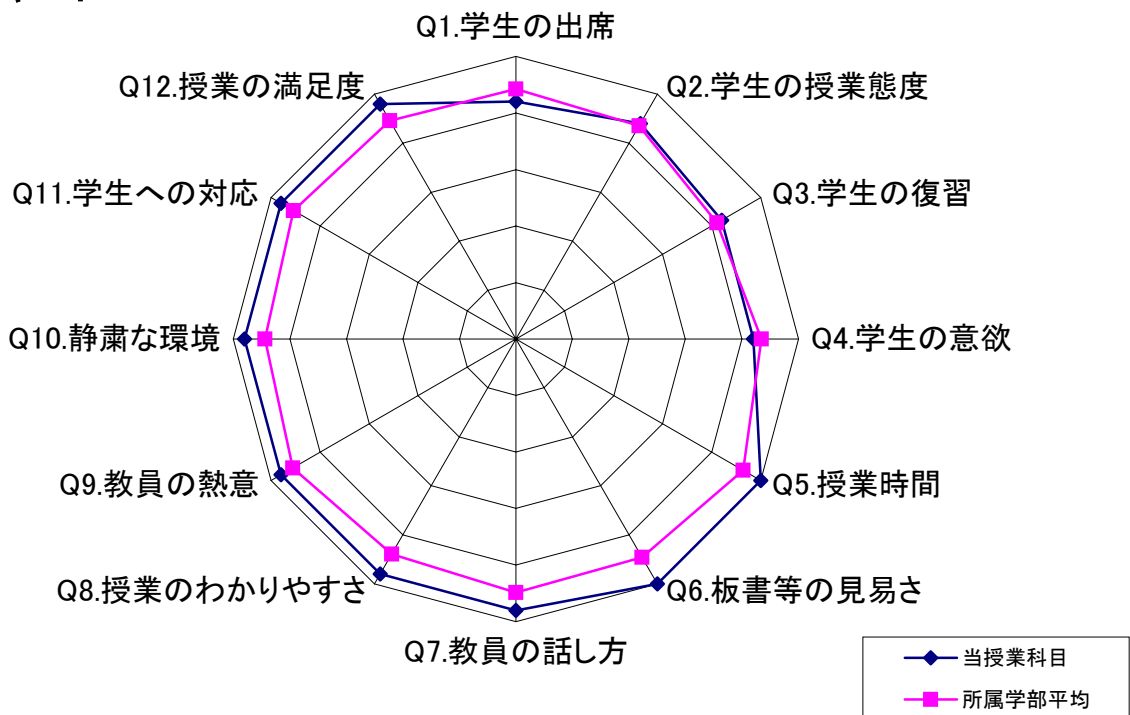 Q1.学生の出席
Q2.学生の授業態度
Q3.学生の復習
Q4.学生の意欲
Q5.授業時間
Q6.板書等の見易さ
Q7.教員の話し方
Q8.授業のわかりやすさ
Q9.教員の熱意
Q10.静粛な環境
Q11.学生への対応
Q12.授業の満足度
当授業科目
所属学部平均